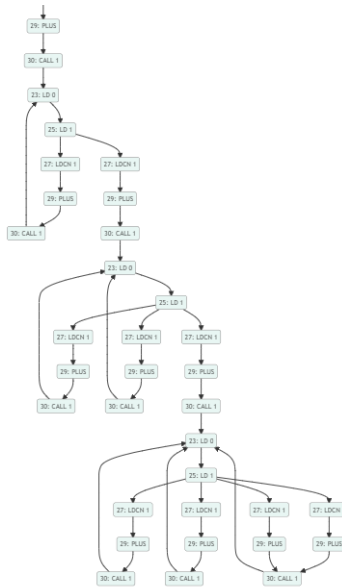 29: PLUS
30: CALL 1
23: LD 0
25: LD 1
27: LDCN 1 27: LDCN 1
29: PLUS 29: PLUS
30: CALL 1 30: CALL 1
23: LD 0
25: LD 1
27: LDCN 1 27: LDCN 1 27: LDCN 1
29: PLUS 29: PLUS 29: PLUS
30: CALL 1 30: CALL 1 30: CALL 1
23: LD 0
25: LD 1
27: LDCN 1 27: LDCN 1 27: LDCN 1 27: LDCN
29: PLUS 29: PLUS 29: PLUS 29: PLUS
30: CALL 1 30: CALL 1 30: CALL 1